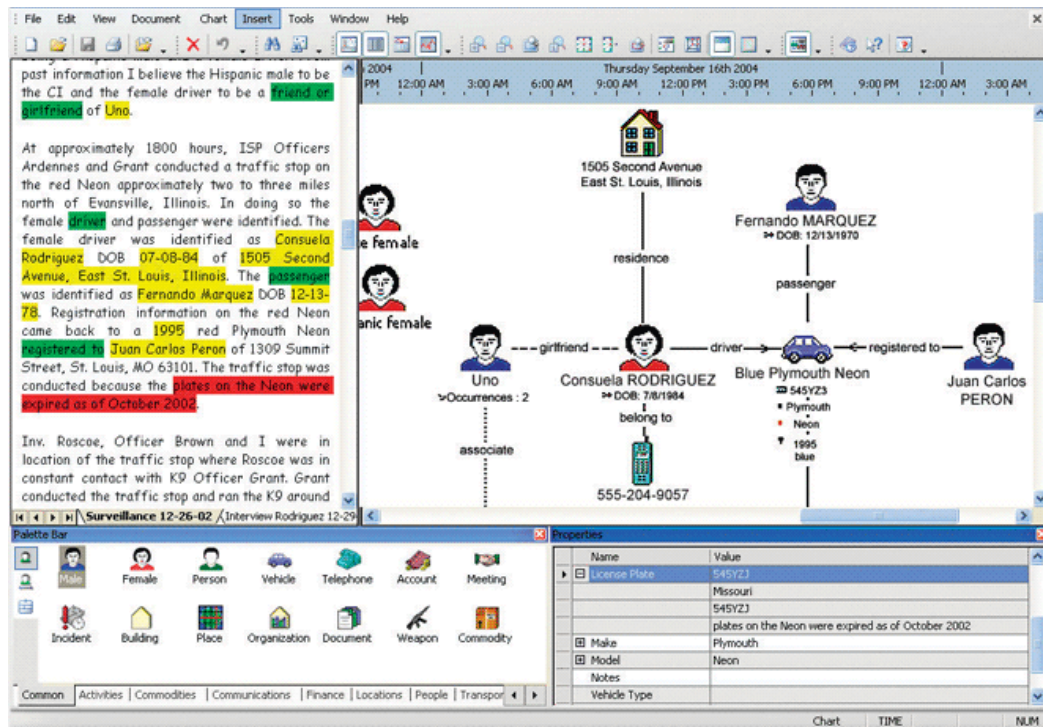 File Edit View Document Chart Insert Tools Window Help
past information I believe the Hispanic male to be
the CI and the female driver to be a friend or
girlfriend of Uno.
At approximately 1800 hours, ISP Officers
Ardennes and Grant conducted a traffic stop on
the red Neon approximately two to three miles
north of Evansville, Illinois. In doing so the
female driver and passenger were identified. The
female driver was identified as Consuela
Rodriguez DOB 07-08-84 of 1505 Second
Avenue, East St. Louis, Illinois. The passenger
was identified as Fernando Marquez DOB 12-13-
78. Registration information on the red Neon
came back to a 1995 red Plymouth Neon
registered to Juan Carlos Peron of 1309 Summit
Street, St. Louis, MO 63101. The traffic stop was
conducted because the plates on the Neon were
expired as of October 2002.
Inv. Roscoe, Officer Brown and I were in
location of the traffic stop where Roscoe was in
constant contact with K9 Officer Grant. Grant
conducted the traffic stop and ran the K9 around
Surveillance 12-26-02 Interview Rodriguez 12-29
2004 Thursday September 16th 2004
PM 12:00 AM 3:00 AM 6:00 AM 9:00 AM 12:00 PM 3:00 PM 6:00 PM 9:00 PM 12:00 AM 3:00 AM
1505 Second Avenue
East St. Louis, Illinois
residence
Fernando MARQUEZ
DOB: 12/13/1970
passenger
e female
anic female
Uno
Occurrences : 2
associate
girlfriend
Consuela RODRIGUEZ
DOB: 7/8/1984
belong to
555-204-9057
driver
Blue Plymouth Neon
545YZ3
Plymouth
Neon
1995
blue
registered to
Juan Carlos
PERON
Palette Bar
Male Female Person Vehicle Telephone Account Meeting
Incident Building Place Organization Document Weapon Commodity
Common Activities Commodities Communications Finance Locations People Transpor
Properties
Name Value
License Plate 545YZJ
Missouri
545YZJ
plates on the Neon were expired as of October 2002
Make Plymouth
Model Neon
Notes
Vehicle Type
Chart TIME NUM